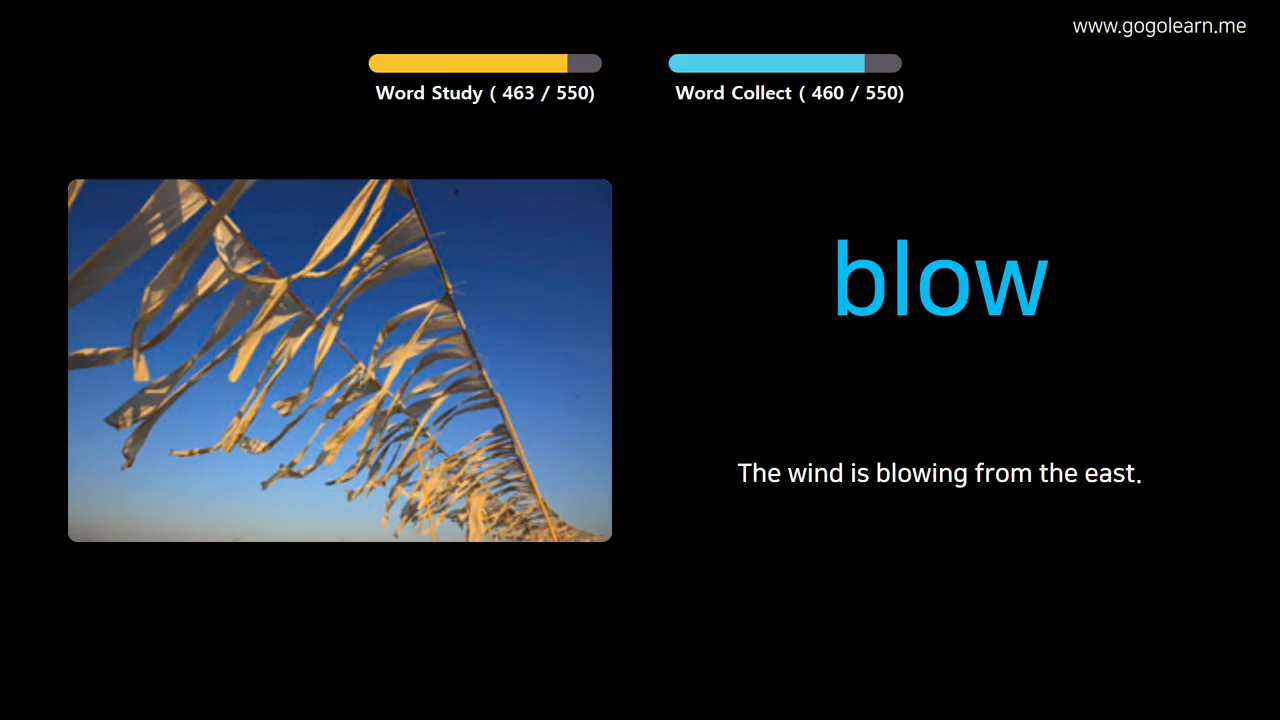 www.gogolearn.me
Word Study ( 463 / 550)
Word Collect ( 460 / 550)
blow
The wind is blowing from the east.